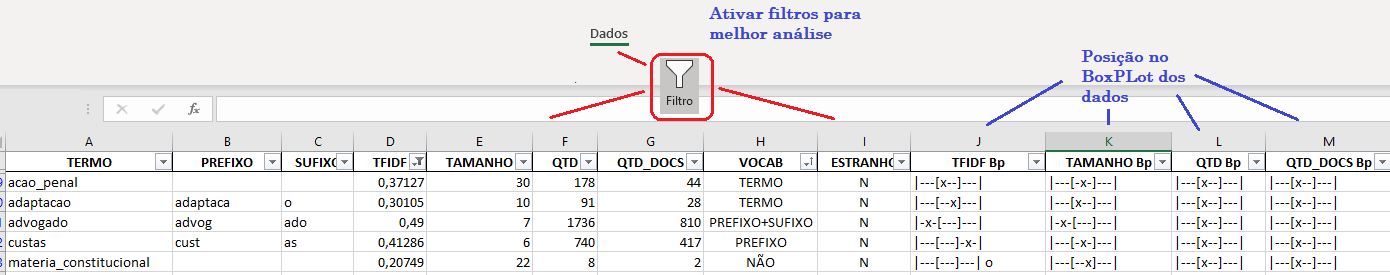 Ativar filtros para
melhor análise
Dados
Filtro
Posição no
BoxPLot dos
dados
fx
A B C D E F G H I J K L M
TERMO PREFIXO SUFIXO TFIDF TAMANHO QTD QTD_DOCS VOCAB ESTRANHO TFIDF Bp TAMANHO Bp QTD Bp QTD_DOCS Bp
acao_penal 0,37127 30 178 44 TERMO N |---[x--]---| |---[-x-]---| |---[x--]---| |---[x--]---|
adaptacao adaptaca o 0,30105 10 91 28 TERMO N |---[--x]---| |---[x--]---| |---[x--]---| |---[x--]---|
advogado advog ado 0,49 7 1736 810 PREFIXO+SUFIXO N |-x-[---]---| |-x-[---]---| |---[x--]---| |---[x--]---|
custas cust as 0,41286 6 740 417 PREFIXO N |---[---]-x-| |---[-x-]---| |---[x--]---| |---[x--]---|
materia_constitucional 0,20749 22 8 2 NÃO N |---[---]---| o |---[--x]---| |---[x--]---| |---[x--]---|